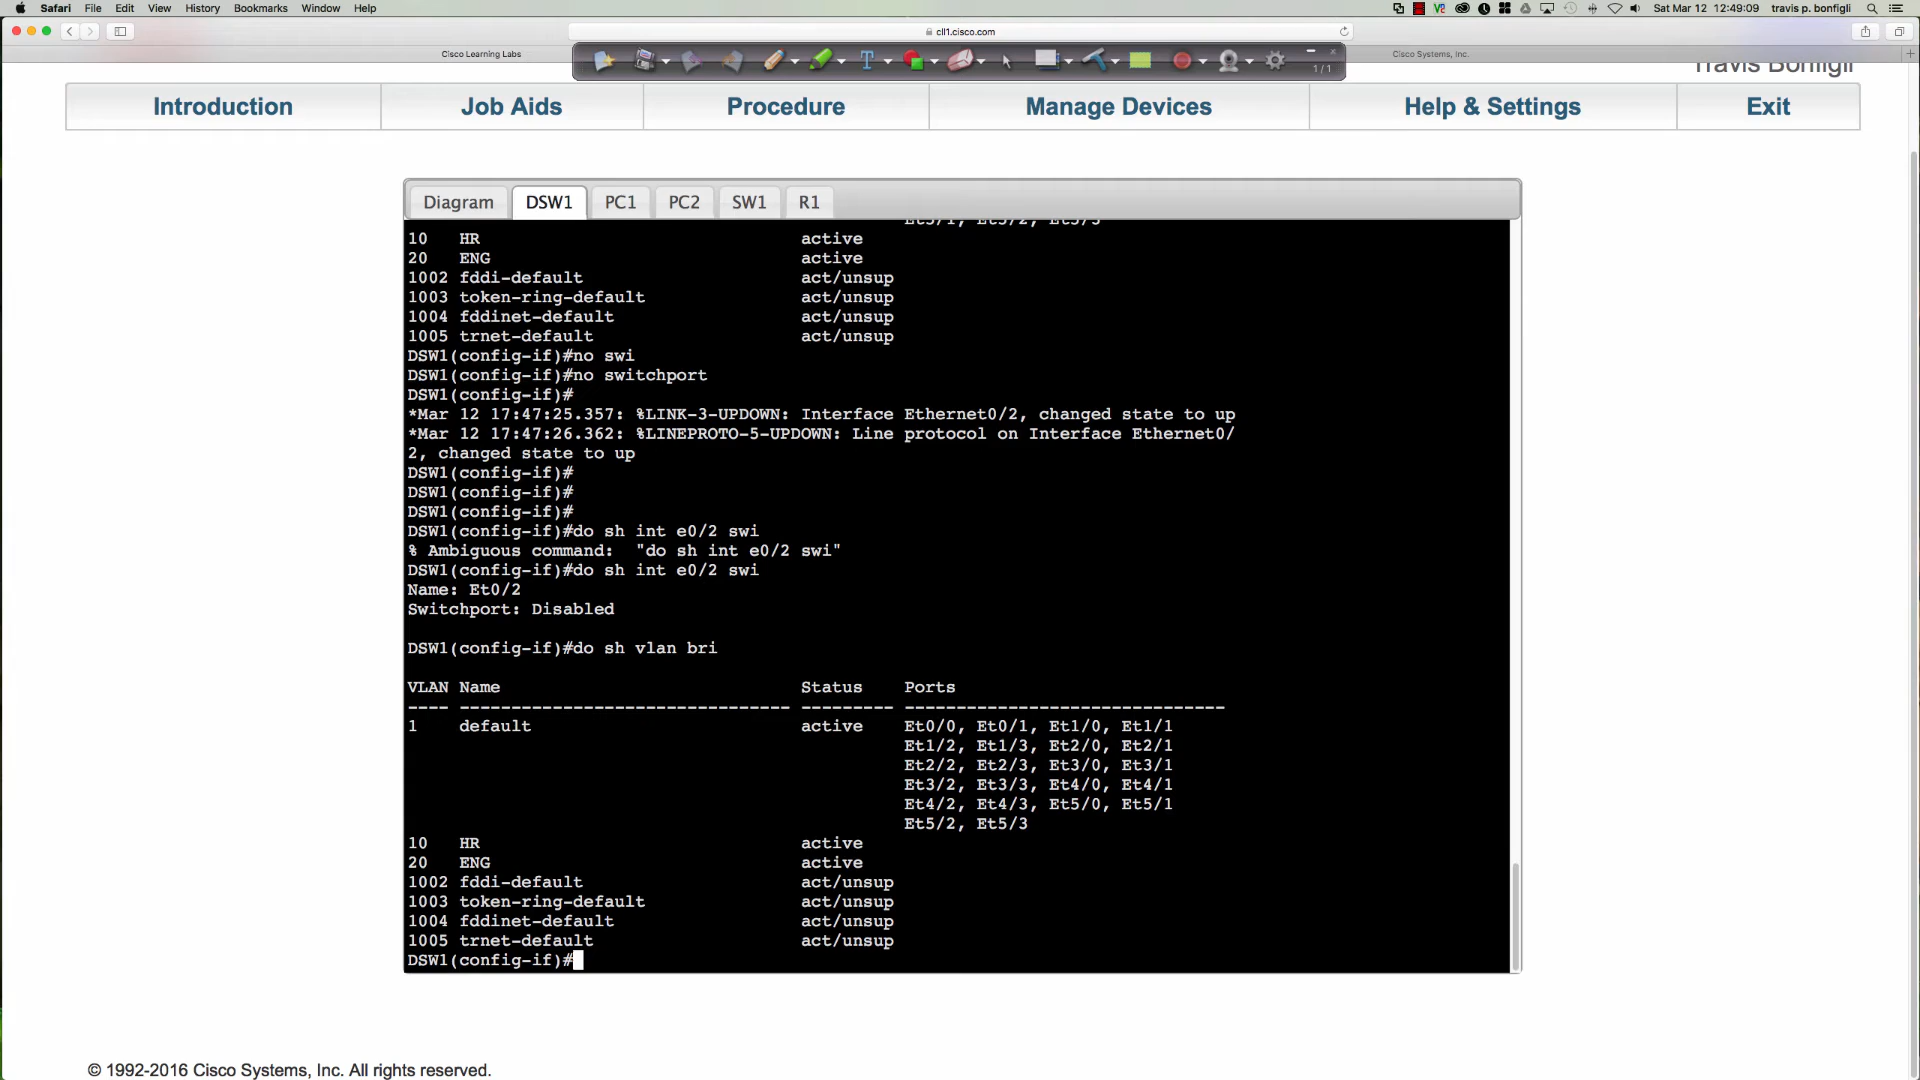 Safari File Edit View History Bookmarks Window Help Sat Mar 12 12:49:09 travis p. bonfigli
cll1.cisco.com
Cisco Learning Labs Cisco Systems, Inc.
1/1
Travis Bonfigli
Introduction Job Aids Procedure Manage Devices Help & Settings Exit
Diagram DSW1 PC1 PC2 SW1 R1
Et5/1, Et5/2, Et5/3
10 HR active
20 ENG active
1002 fddi-default act/unsup
1003 token-ring-default act/unsup
1004 fddinet-default act/unsup
1005 trnet-default act/unsup
DSW1(config-if)#no swi
DSW1(config-if)#no switchport
DSW1(config-if)#
*Mar 12 17:47:25.357: %LINK-3-UPDOWN: Interface Ethernet0/2, changed state to up
*Mar 12 17:47:26.362: %LINEPROTO-5-UPDOWN: Line protocol on Interface Ethernet0/
2, changed state to up
DSW1(config-if)#
DSW1(config-if)#
DSW1(config-if)#
DSW1(config-if)#do sh int e0/2 swi
% Ambiguous command: "do sh int e0/2 swi"
DSW1(config-if)#do sh int e0/2 swi
Name: Et0/2
Switchport: Disabled
DSW1(config-if)#do sh vlan bri
VLAN Name Status Ports
---- -------------------------------- --------- -------------------------------
1 default active Et0/0, Et0/1, Et1/0, Et1/1
Et1/2, Et1/3, Et2/0, Et2/1
Et2/2, Et2/3, Et3/0, Et3/1
Et3/2, Et3/3, Et4/0, Et4/1
Et4/2, Et4/3, Et5/0, Et5/1
Et5/2, Et5/3
10 HR active
20 ENG active
1002 fddi-default act/unsup
1003 token-ring-default act/unsup
1004 fddinet-default act/unsup
1005 trnet-default act/unsup
DSW1(config-if)#
© 1992-2016 Cisco Systems, Inc. All rights reserved.